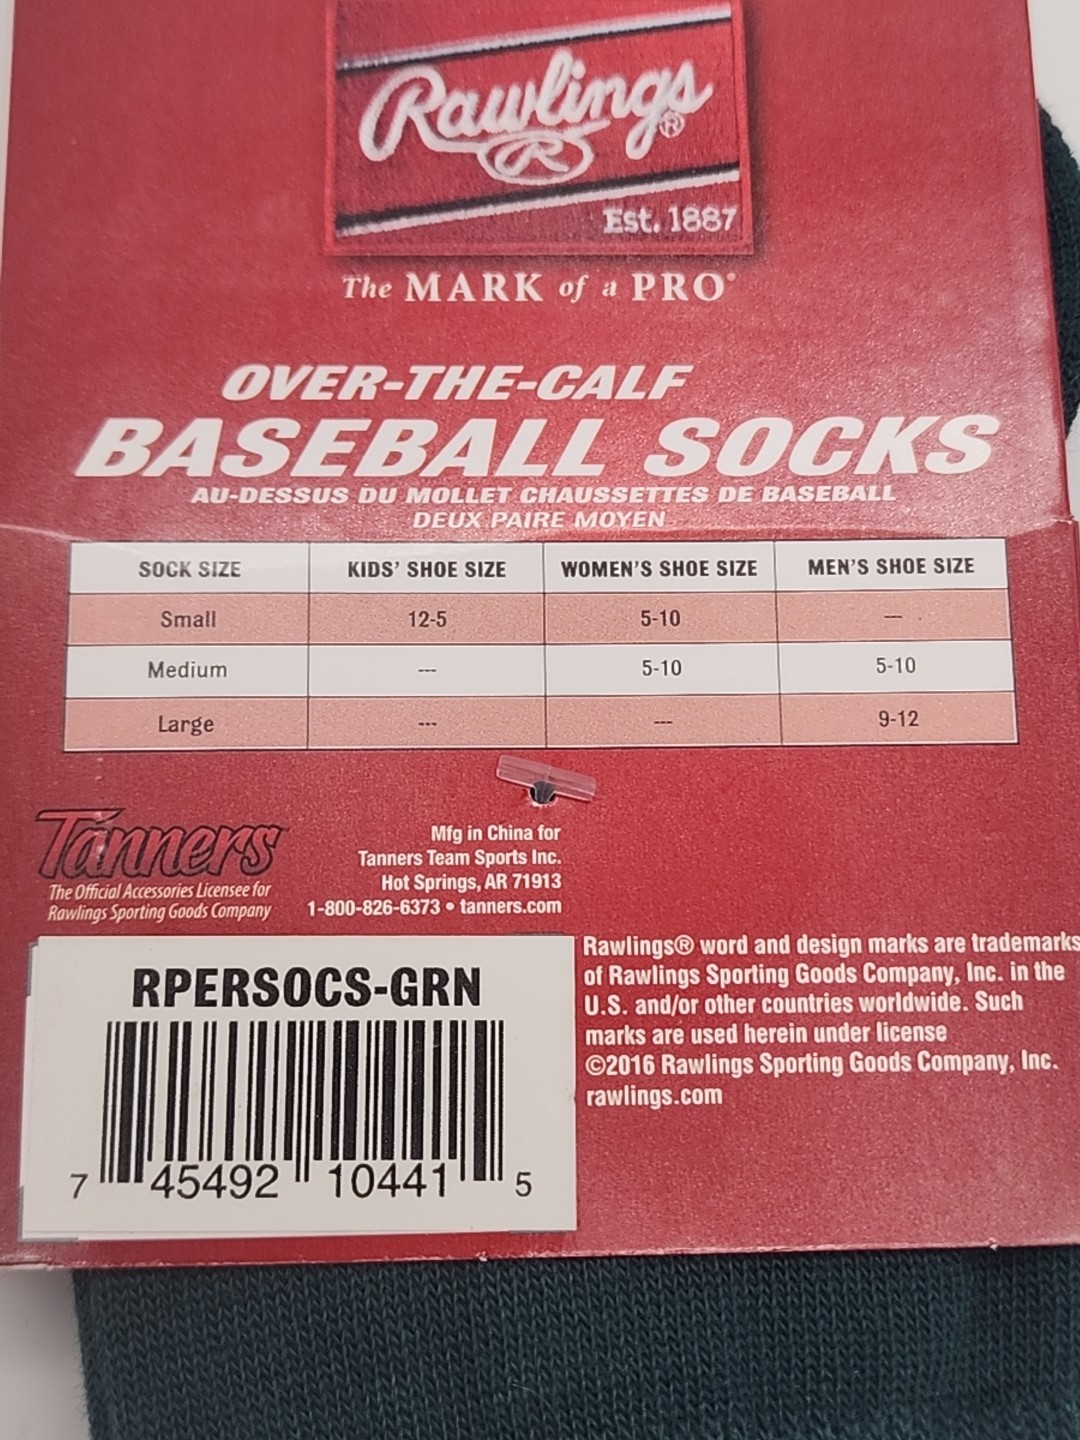 Rawlings®
R
Est. 1887
The MARK of a PRO®
OVER-THE-CALF
BASEBALL SOCKS
AU-DESSUS DU MOLLET CHAUSSETTES DE BASEBALL
DEUX PAIRE MOYEN
SOCK SIZE KIDS' SHOE SIZE WOMEN'S SHOE SIZE MEN'S SHOE SIZE
Small 12-5 5-10 ---
Medium --- 5-10 5-10
Large --- --- 9-12
Tanners
The Official Accessories Licensee for
Rawlings Sporting Goods Company
Mfg in China for
Tanners Team Sports Inc.
Hot Springs, AR 71913
1-800-826-6373 • tanners.com
RPERSOCS-GRN
7 45492 10441 5
Rawlings® word and design marks are trademarks
of Rawlings Sporting Goods Company, Inc. in the
U.S. and/or other countries worldwide. Such
marks are used herein under license
©2016 Rawlings Sporting Goods Company, Inc.
rawlings.com